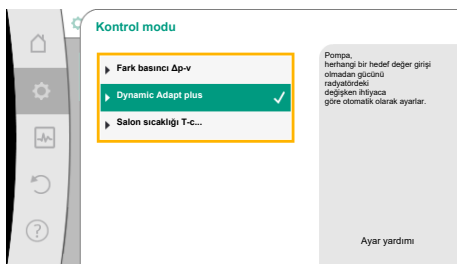 Kontrol modu
Fark basıncı Δp-v
Dynamic Adapt plus
Salon sıcaklığı T-c...
Pompa,
herhangi bir hedef değer girişi
olmadan gücünü
radyatördeki
değişken ihtiyaca
göre otomatik olarak ayarlar.
Ayar yardımı